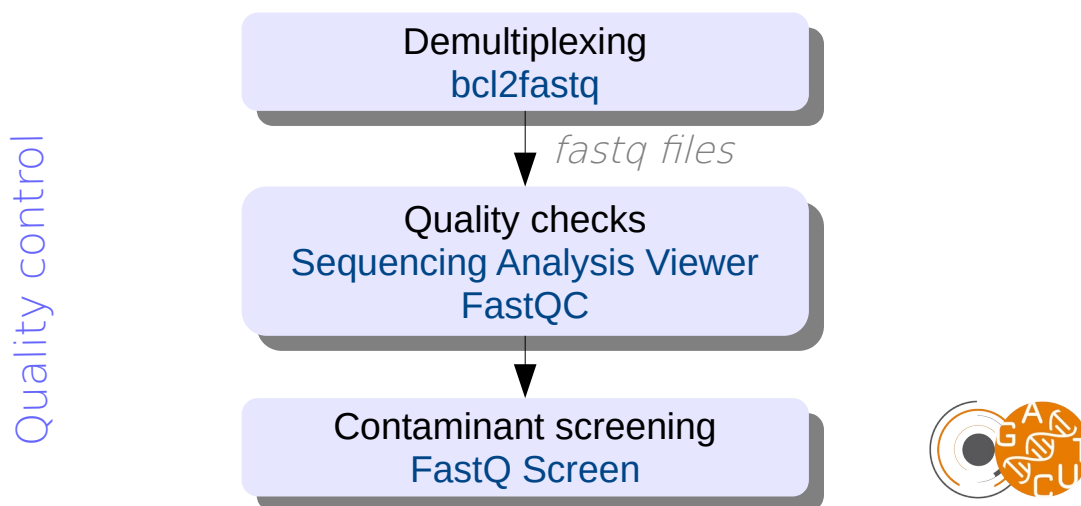 Quality control
Demultiplexing
bcl2fastq
fastq files
Quality checks
Sequencing Analysis Viewer
FastQC
Contaminant screening
FastQ Screen
G A T
C U